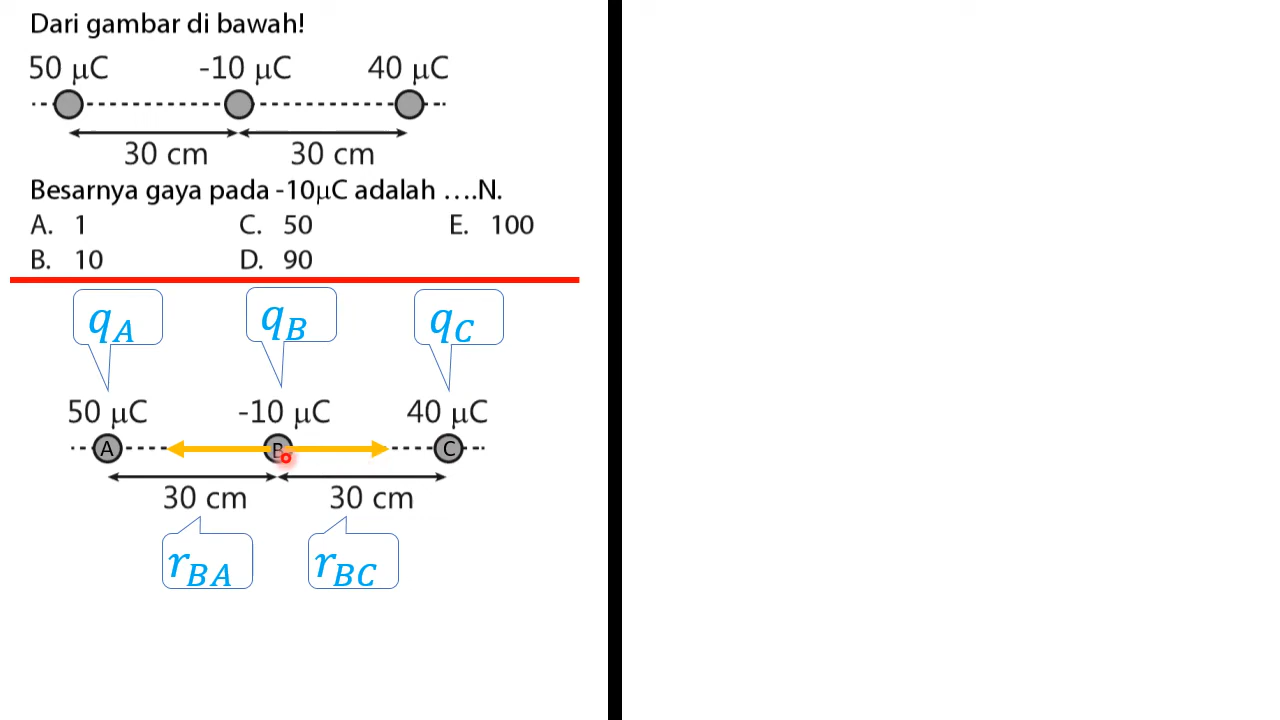 Dari gambar di bawah!
50 μC -10 μC 40 μC
30 cm 30 cm
Besarnya gaya pada -10μC adalah ....N.
A. 1 C. 50 E. 100
B. 10 D. 90
q_A q_B q_C
50 μC -10 μC 40 μC
A B C
30 cm 30 cm
r_BA r_BC